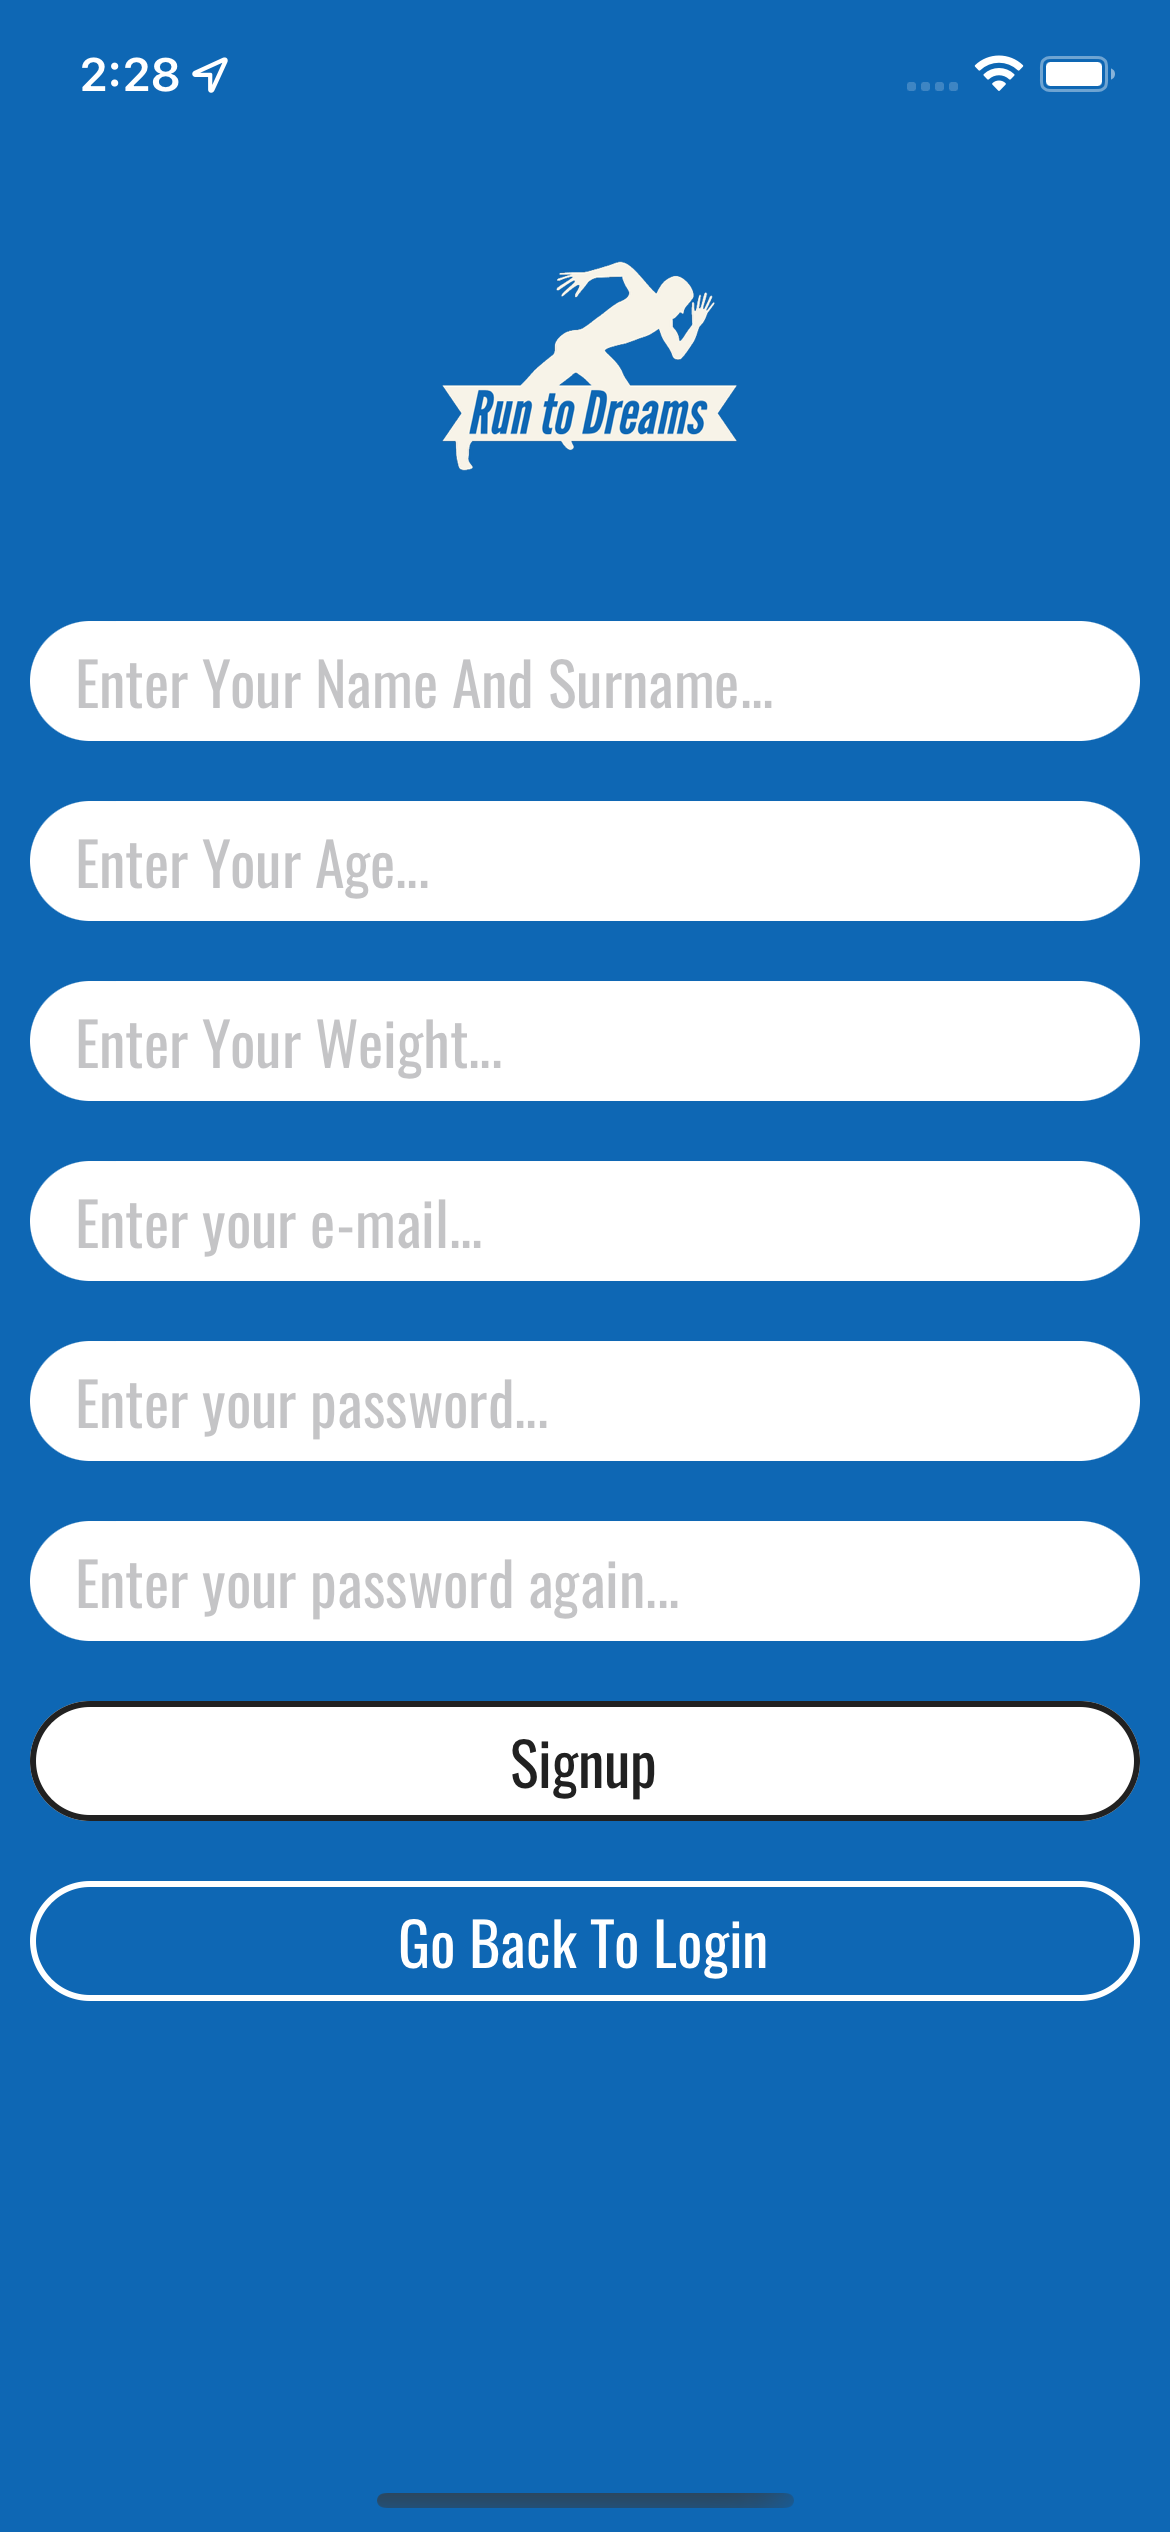 2:28
Run to Dreams
Enter Your Name And Surname...
Enter Your Age...
Enter Your Weight...
Enter your e-mail...
Enter your password...
Enter your password again...
Signup
Go Back To Login